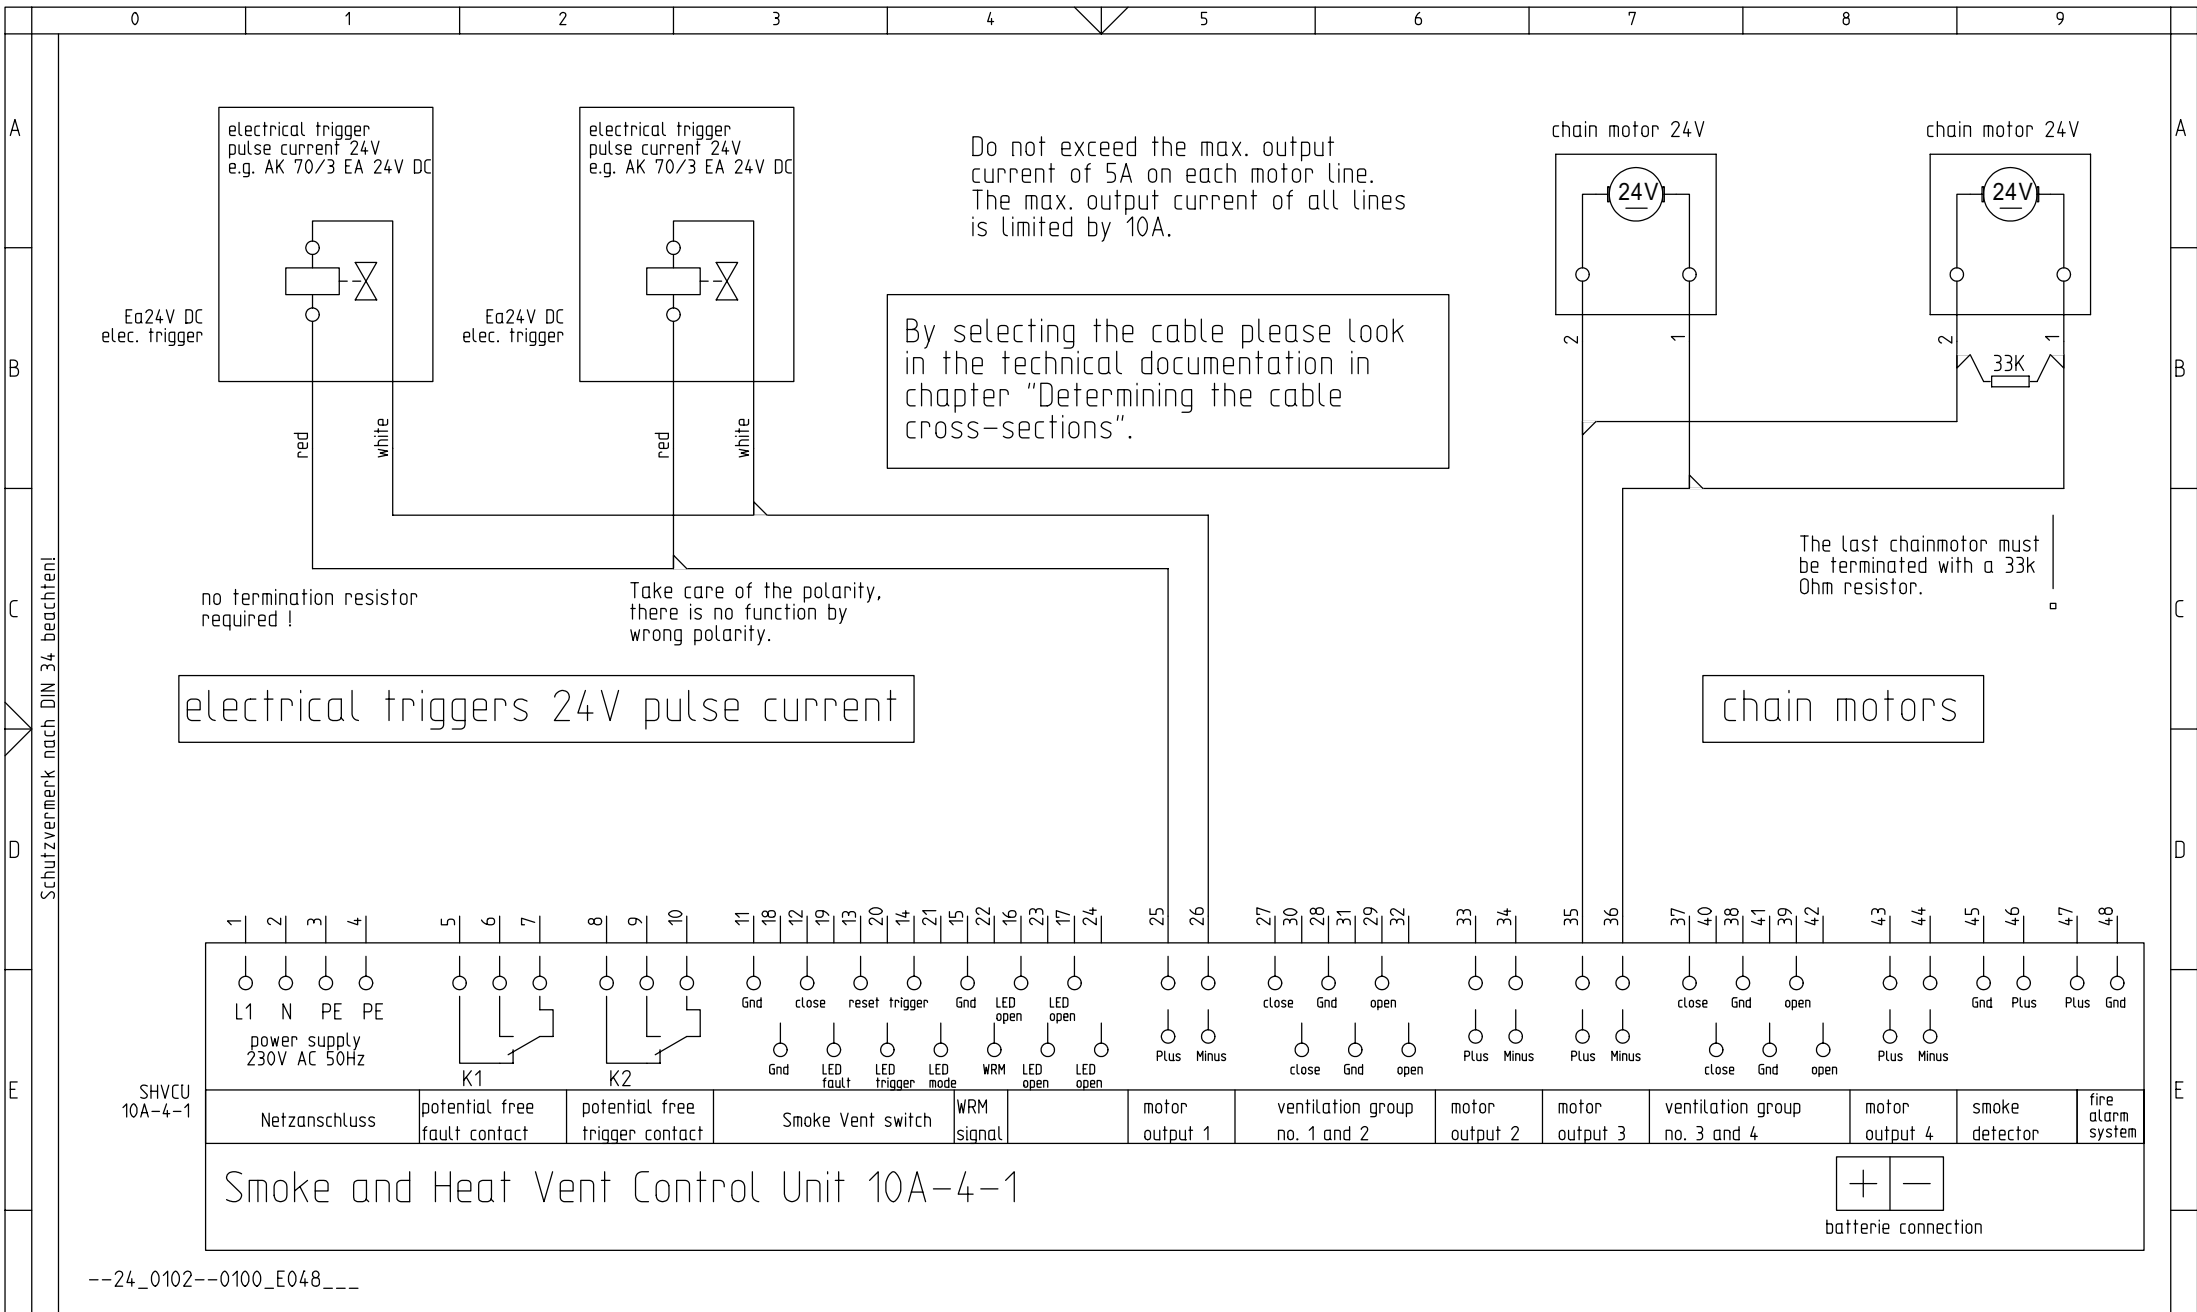 0 1 2 3 4 5 6 7 8 9
A
B
C
D
E
A
B
C
D
E
Schutzvermerk nach DIN 34 beachten!
electrical trigger
pulse current 24V
e.g. AK 70/3 EA 24V DC
Ea24V DC
elec. trigger
red
white
electrical trigger
pulse current 24V
e.g. AK 70/3 EA 24V DC
Ea24V DC
elec. trigger
red
white
Do not exceed the max. output
current of 5A on each motor line.
The max. output current of all lines
is limited by 10A.
By selecting the cable please look
in the technical documentation in
chapter "Determining the cable
cross-sections".
chain motor 24V
24V
2
1
chain motor 24V
24V
2
1
33K
no termination resistor
required !
Take care of the polarity,
there is no function by
wrong polarity.
The last chainmotor must
be terminated with a 33k
Ohm resistor.
electrical triggers 24V pulse current
chain motors
1 2 3 4 5 6 7 8 9 10 11 18 12 19 13 20 14 21 15 22 16 23 17 24 25 26 27 30 28 31 29 32 33 34 35 36 37 40 38 41 39 42 43 44 45 46 47 48
L1 N PE PE
power supply
230V AC 50Hz
K1
K2
Gnd close reset trigger Gnd LED
open LED
open
Gnd LED
fault LED
trigger LED
mode WRM LED
open LED
open
Plus Minus
close Gnd open
close Gnd open
Plus Minus
Plus Minus
close Gnd open
close Gnd open
Plus Minus
Gnd Plus
Plus Gnd
SHVCU
10A-4-1
Netzanschluss
potential free
fault contact
potential free
trigger contact
Smoke Vent switch
WRM
signal
motor
output 1
ventilation group
no. 1 and 2
motor
output 2
motor
output 3
ventilation group
no. 3 and 4
motor
output 4
smoke
detector
fire
alarm
system
Smoke and Heat Vent Control Unit 10A-4-1
+ −
batterie connection
--24_0102--0100_E048___